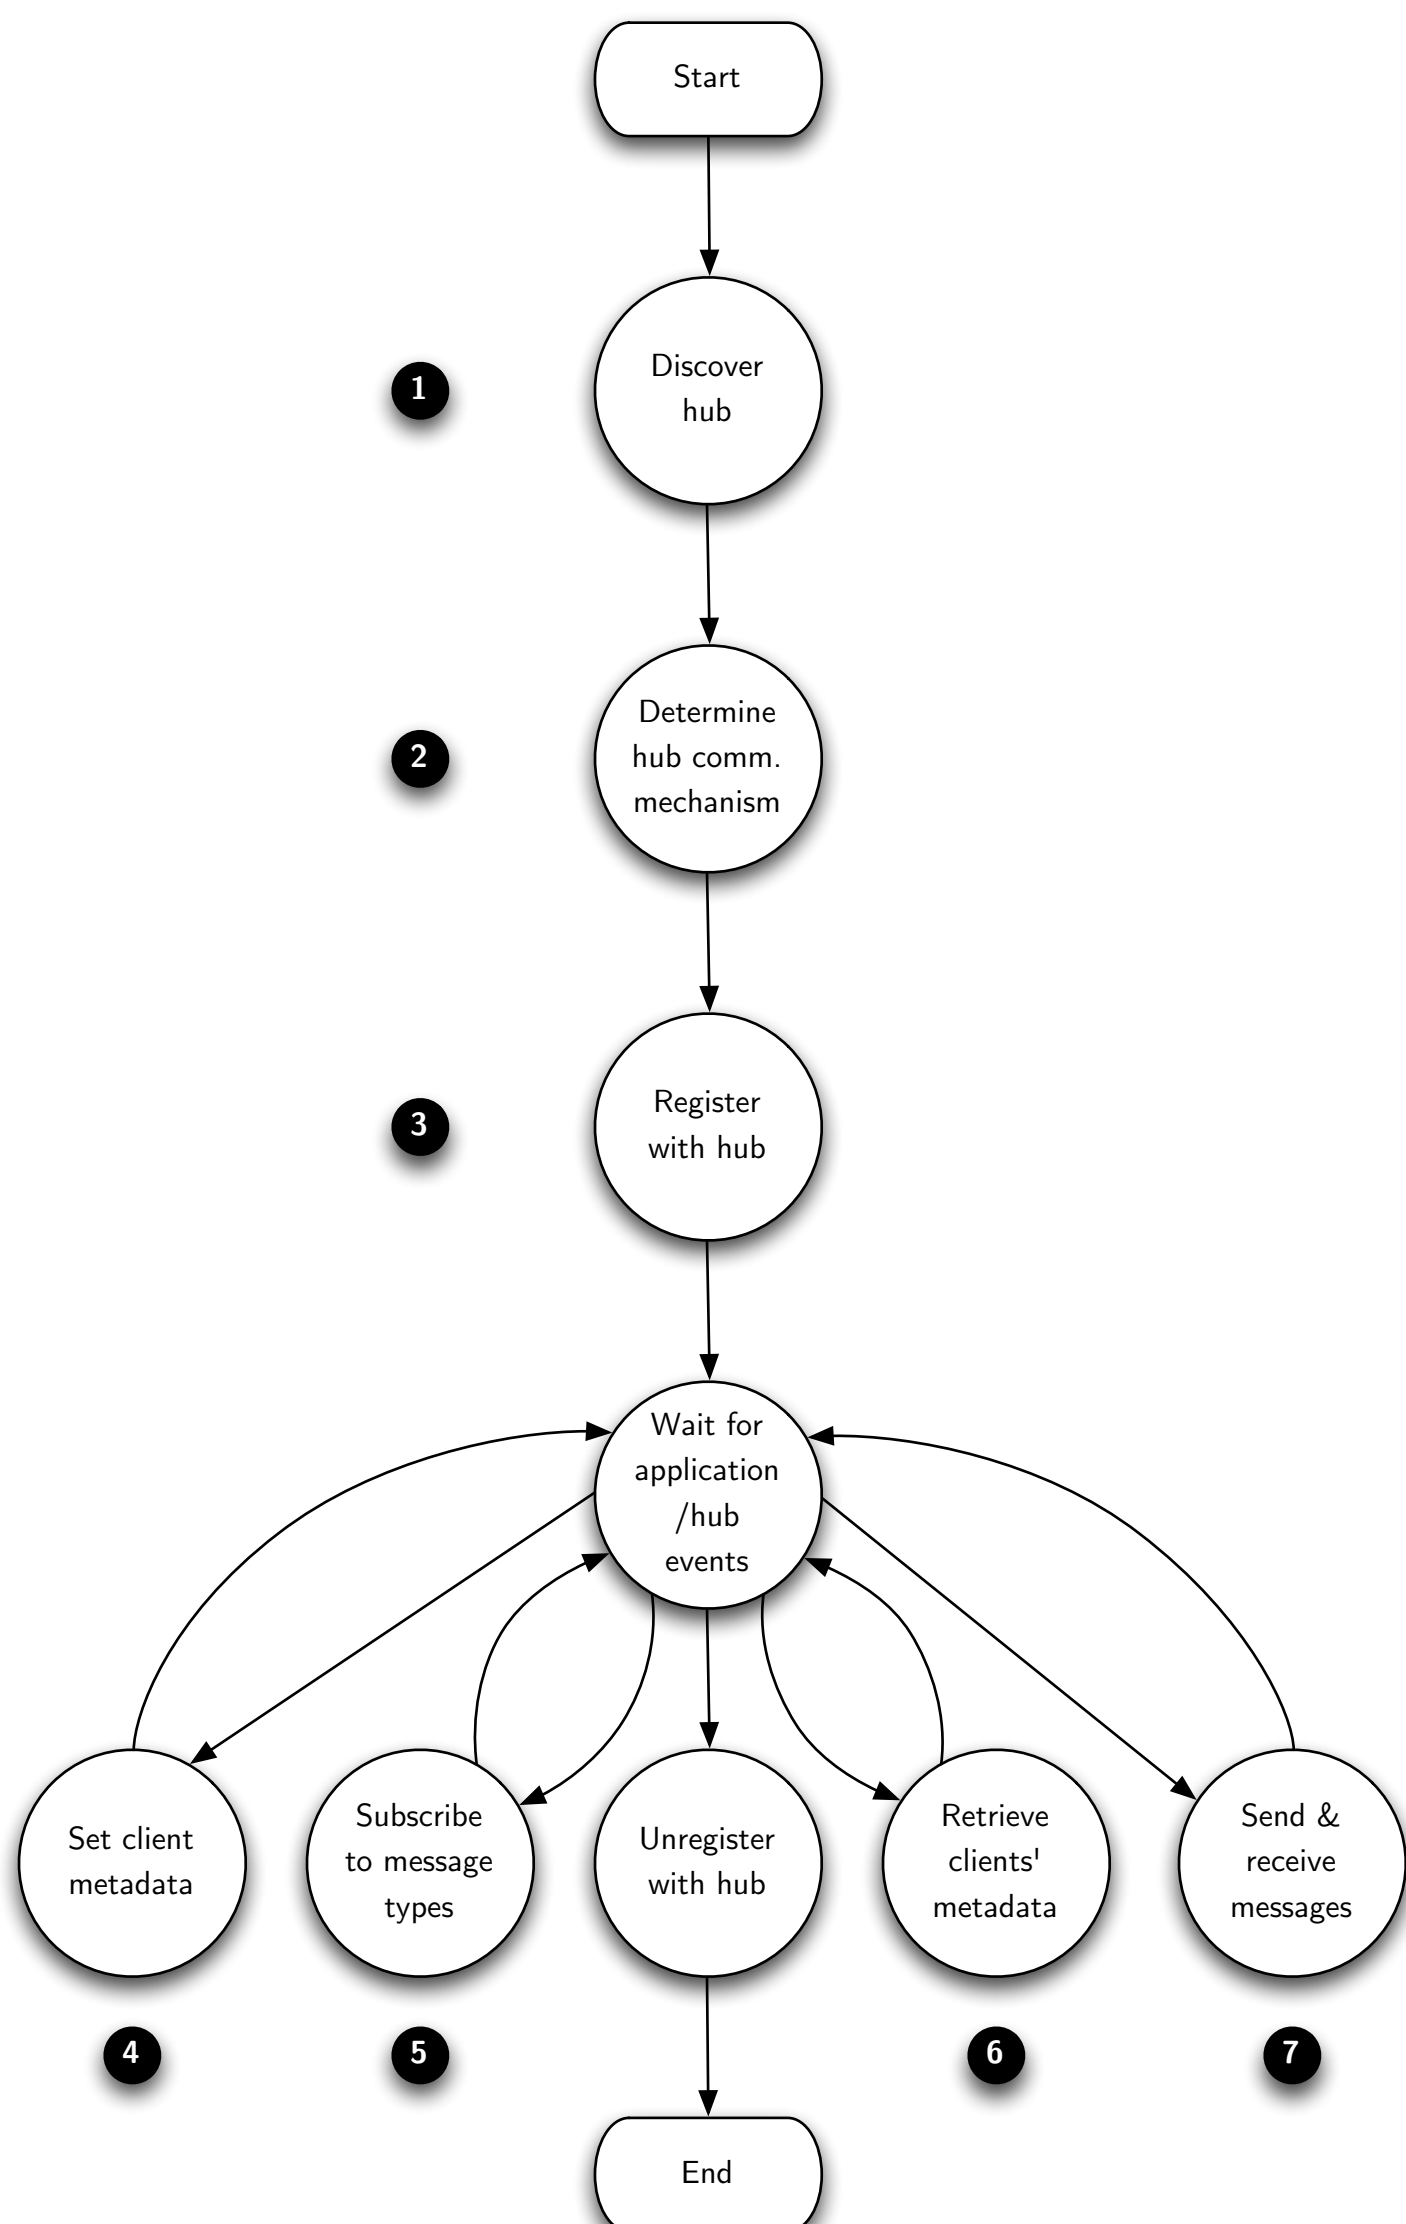 Start
1
Discover
hub
2
Determine
hub comm.
mechanism
3
Register
with hub
Wait for
application
/hub
events
Set client
metadata
Subscribe
to message
types
Unregister
with hub
Retrieve
clients'
metadata
Send &
receive
messages
4
5
6
7
End